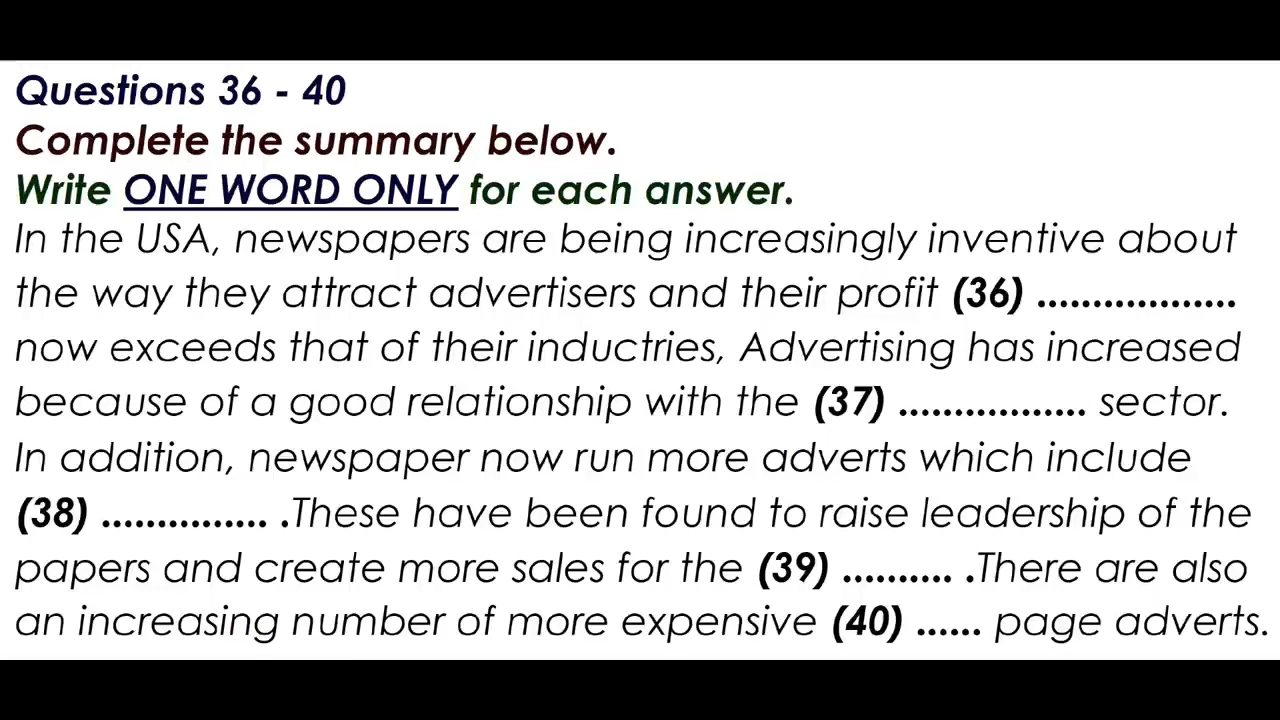 Questions 36 - 40
Complete the summary below.
Write ONE WORD ONLY for each answer.
In the USA, newspapers are being increasingly inventive about
the way they attract advertisers and their profit (36) ..................
now exceeds that of their inductries, Advertising has increased
because of a good relationship with the (37) .................. sector.
In addition, newspaper now run more adverts which include
(38) ............... .These have been found to raise leadership of the
papers and create more sales for the (39) .......... .There are also
an increasing number of more expensive (40) ...... page adverts.